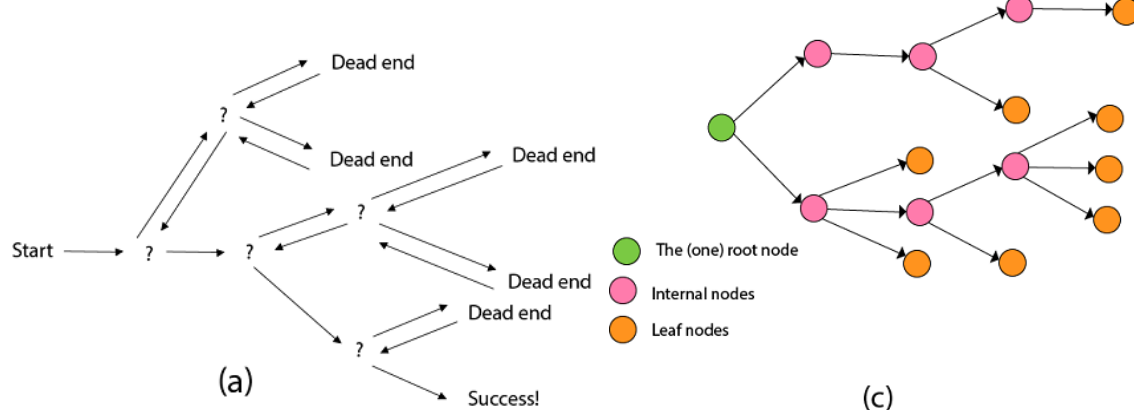 Dead end
?
Dead end
Dead end
?
Start
?
?
Dead end
Dead end
?
Success!
(a)
The (one) root node
Internal nodes
Leaf nodes
(c)